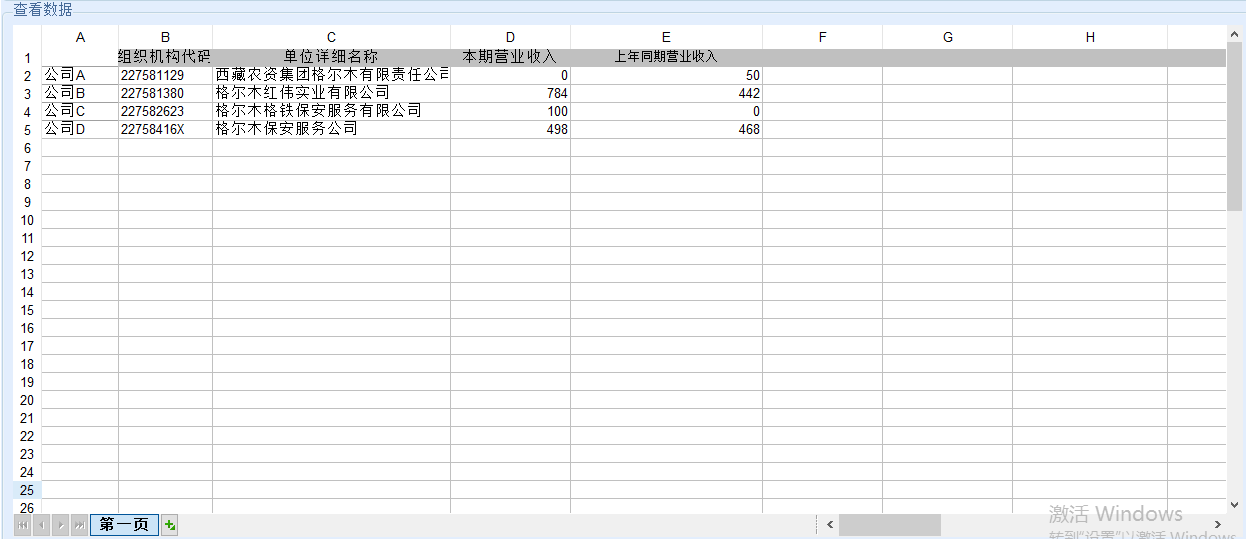 查看数据
A B C D E F G H
1 组织机构代码 单位详细名称 本期营业收入 上年同期营业收入
2 公司A 227581129 西藏农资集团格尔木有限责任公司 0 50
3 公司B 227581380 格尔木红伟实业有限公司 784 442
4 公司C 227582623 格尔木格铁保安服务有限公司 100 0
5 公司D 22758416X 格尔木保安服务公司 498 468
6
7
8
9
10
11
12
13
14
15
16
17
18
19
20
21
22
23
24
25
26
第一页
激活 Windows
转到"设置"以激活 Windows